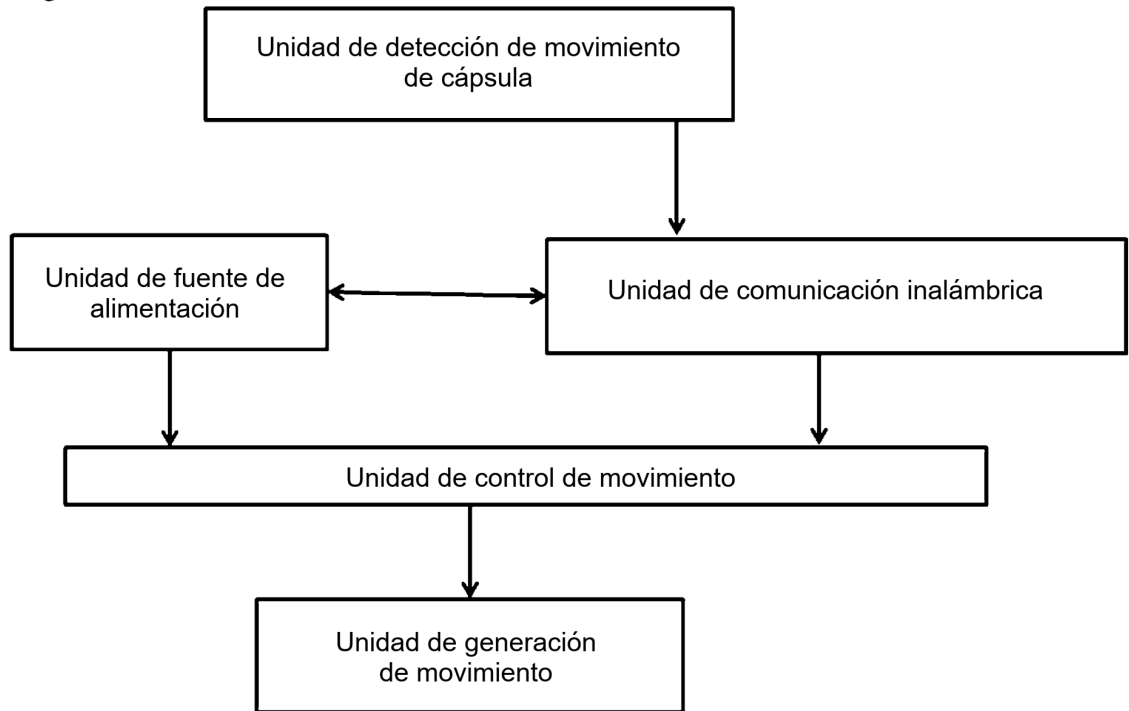 Unidad de detección de movimiento
de cápsula
Unidad de fuente de
alimentación
Unidad de comunicación inalámbrica
Unidad de control de movimiento
Unidad de generación
de movimiento